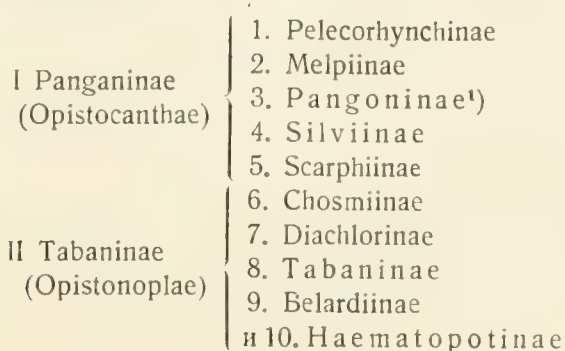 I Panganinae
(Opistocanthae)
1. Pelecorhynchinae
2. Melpiinae
3. Pangoninae¹)
4. Silviinae
5. Scarphiinae
II Tabaninae
(Opistonoplae)
6. Chosmiinae
7. Diachlorinae
8. Tabaninae
9. Belardiinae
и 10. Haematopotinae